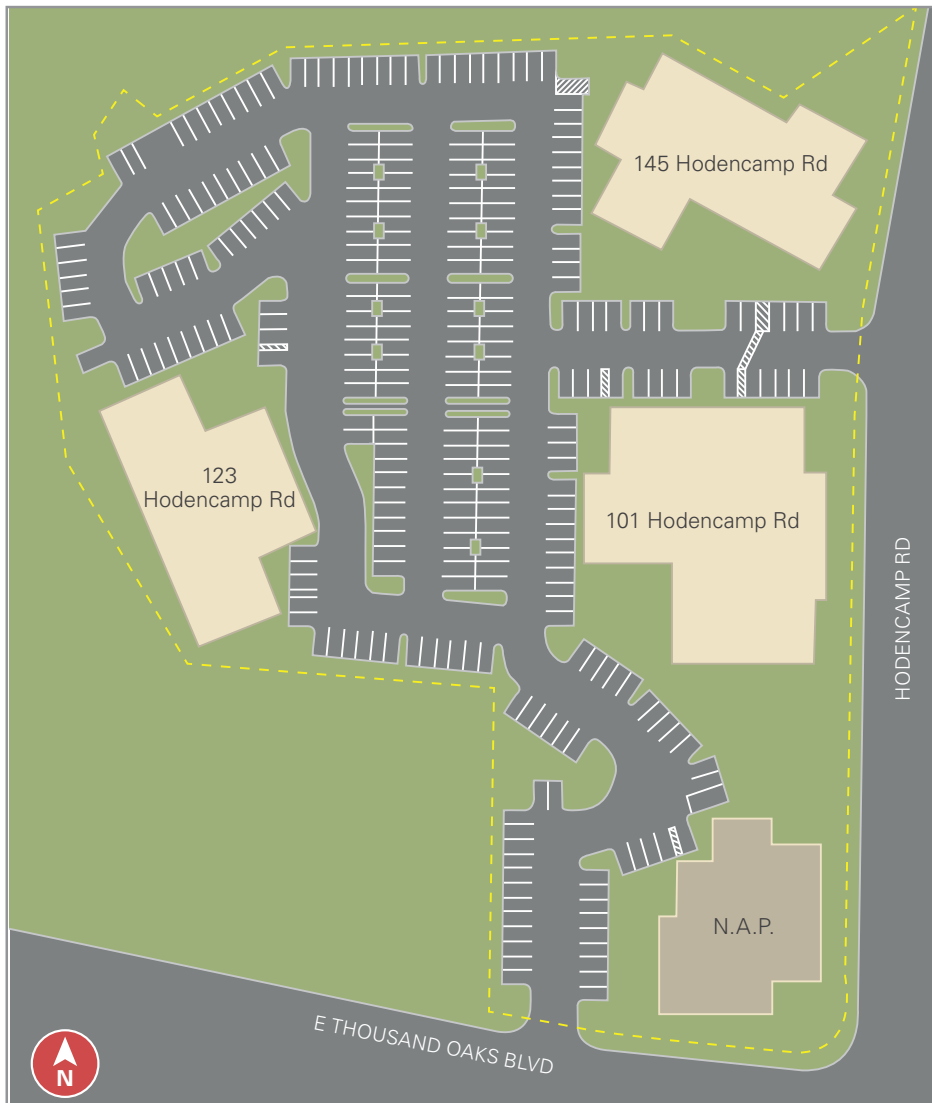 145 Hodencamp Rd
123
Hodencamp Rd
101 Hodencamp Rd
HODENCAMP RD
N.A.P.
E THOUSAND OAKS BLVD
N